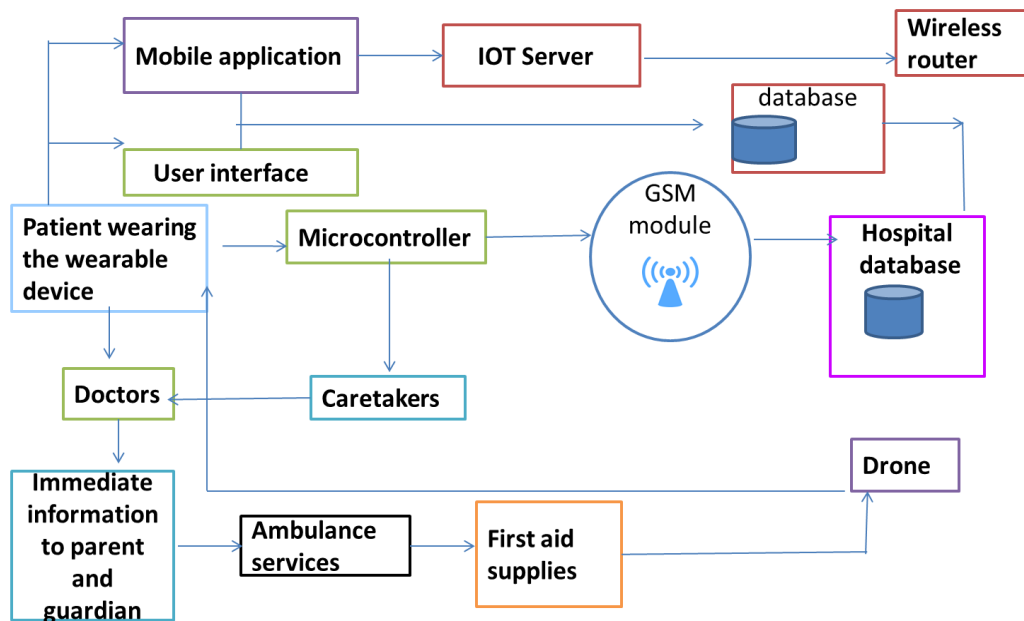 Mobile application
IOT Server
Wireless
router
database
User interface
GSM
module
Patient wearing
the wearable
device
Microcontroller
Hospital
database
Doctors
Caretakers
Drone
Immediate
information
to parent
and
guardian
Ambulance
services
First aid
supplies